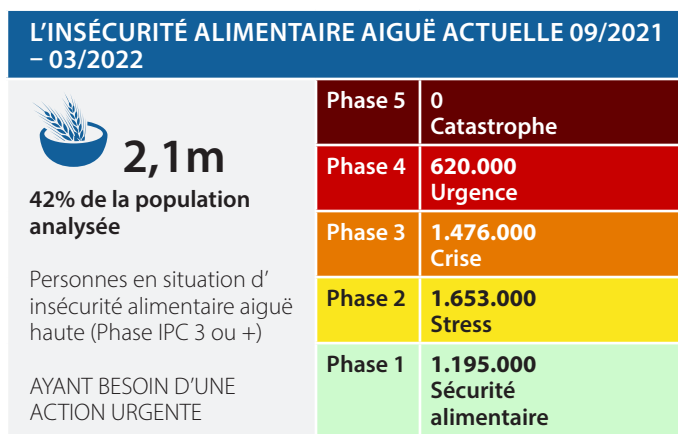 L’INSÉCURITÉ ALIMENTAIRE AIGUË ACTUELLE 09/2021
– 03/2022
2,1m
42% de la population
analysée
Personnes en situation d’
insécurité alimentaire aiguë
haute (Phase IPC 3 ou +)
AYANT BESOIN D’UNE
ACTION URGENTE
Phase 5
0
Catastrophe
Phase 4
620.000
Urgence
Phase 3
1.476.000
Crise
Phase 2
1.653.000
Stress
Phase 1
1.195.000
Sécurité
alimentaire